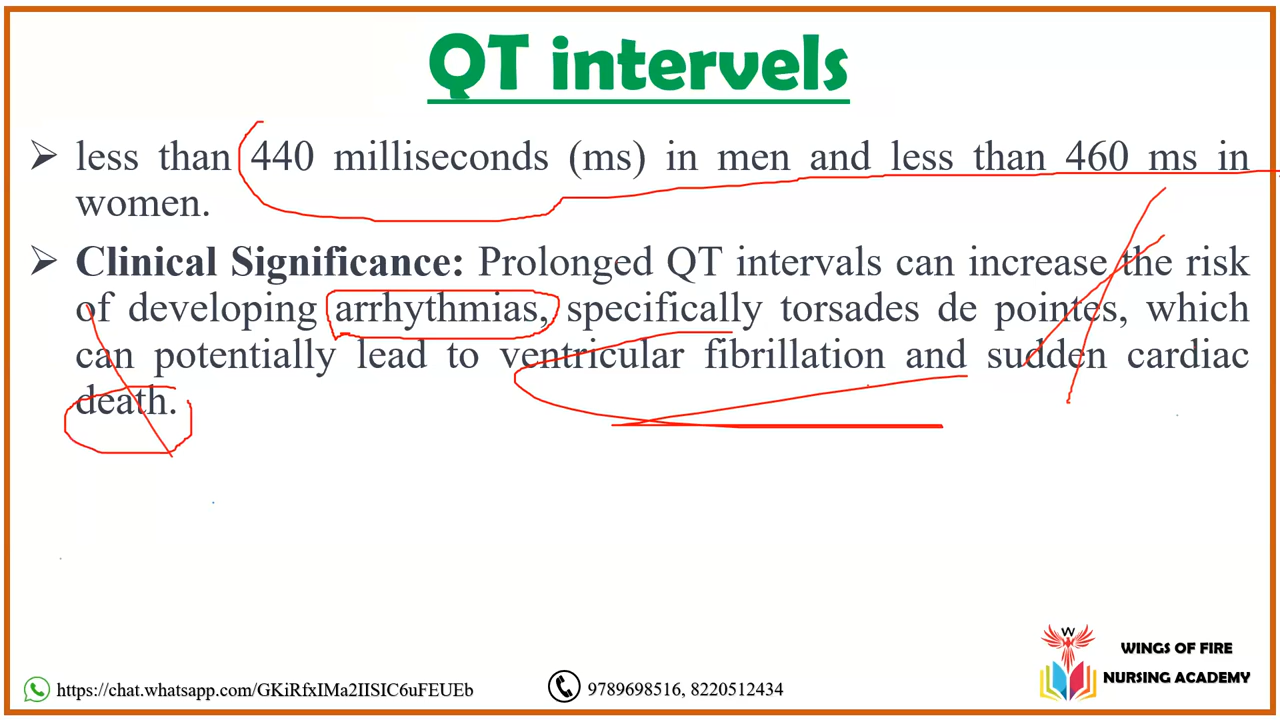 QT intervels
➢ less than 440 milliseconds (ms) in men and less than 460 ms in
women.
➢ Clinical Significance: Prolonged QT intervals can increase the risk
of developing arrhythmias, specifically torsades de pointes, which
can potentially lead to ventricular fibrillation and sudden cardiac
death.
W
WINGS OF FIRE
NURSING ACADEMY
https://chat.whatsapp.com/GKiRfxIMa2IISIC6uFEUEb
9789698516, 8220512434